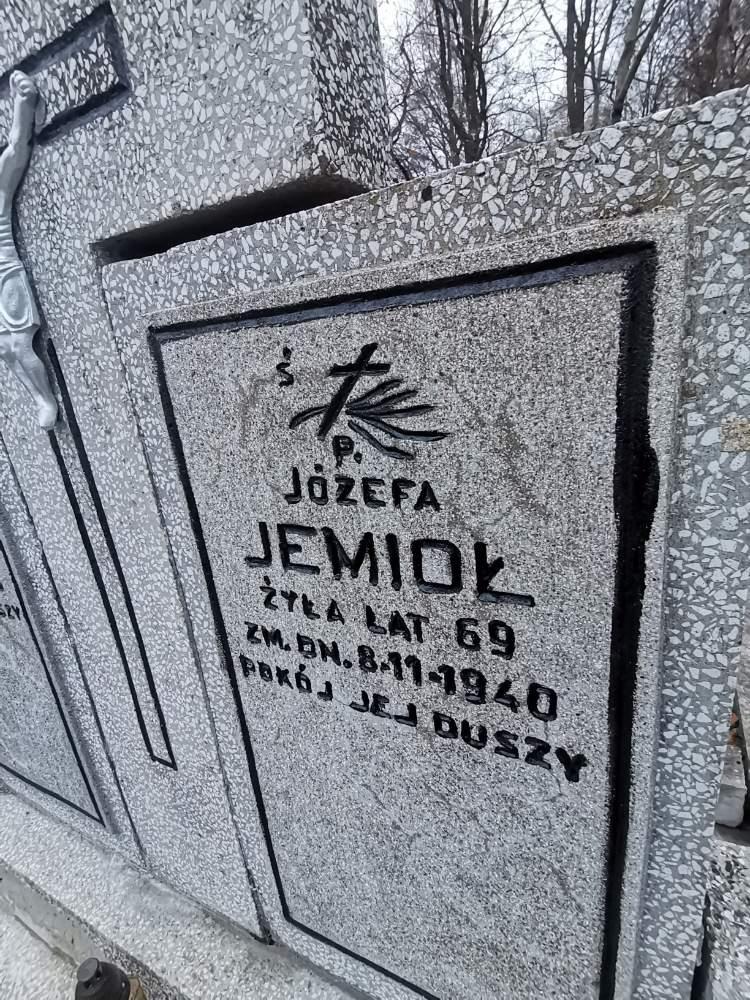 Ś
P.
JÓZEFA
JEMIOŁ
ŻYŁA LAT 69
ZM. DN. 8-11-1940
POKÓJ JEJ DUSZY